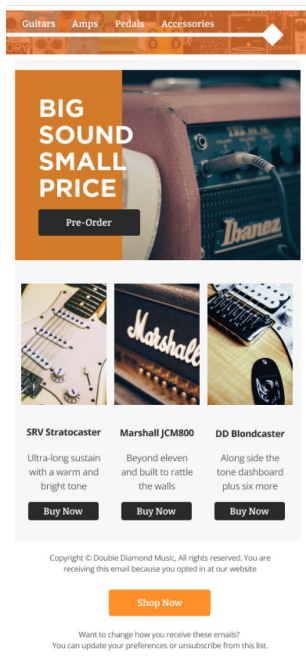 Guitars Amps Pedals Accessories
BIG
SOUND
SMALL
PRICE
Pre-Order
Ibanez
Marshall
SRV Stratocaster
Ultra-long sustain
with a warm and
bright tone
Buy Now
Marshall JCM800
Beyond eleven
and built to rattle
the walls
Buy Now
DD Blondcaster
Along side the
tone dashboard
plus six more
Buy Now
Copyright © Double Diamond Music, All rights reserved. You are
receiving this email because you opted in at our website
Shop Now
Want to change how you receive these emails?
You can update your preferences or unsubscribe from this list.